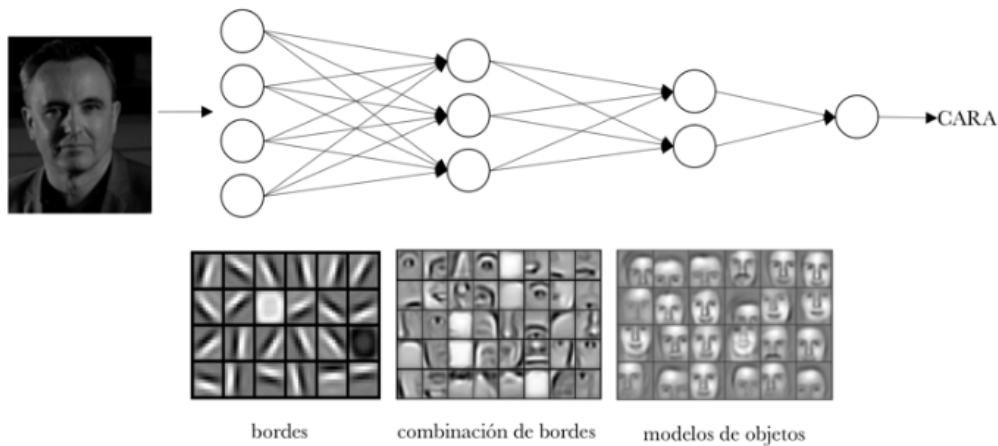 CARA
bordes
combinación de bordes
modelos de objetos